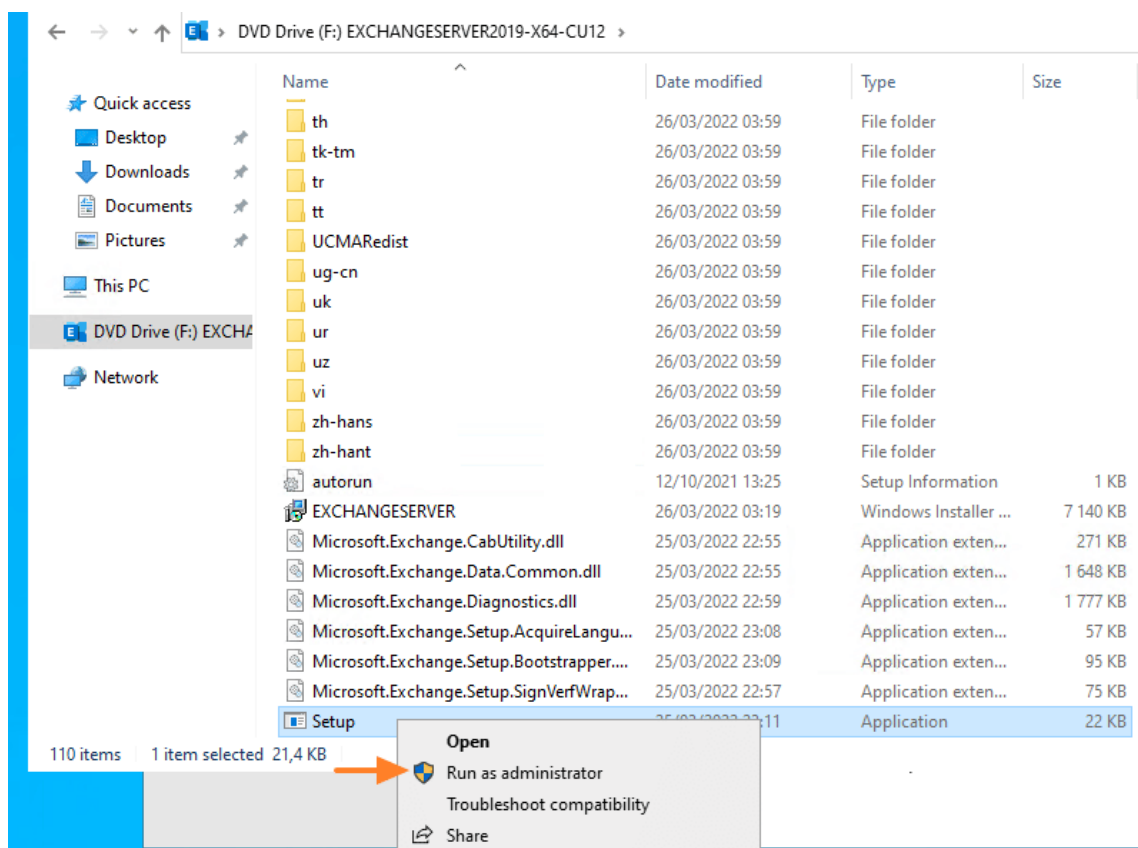 DVD Drive (F:) EXCHANGESERVER2019-X64-CU12
Name Date modified Type Size
Quick access
Desktop
Downloads
Documents
Pictures
This PC
DVD Drive (F:) EXCHA
Network
th 26/03/2022 03:59 File folder
tk-tm 26/03/2022 03:59 File folder
tr 26/03/2022 03:59 File folder
tt 26/03/2022 03:59 File folder
UCMARedist 26/03/2022 03:59 File folder
ug-cn 26/03/2022 03:59 File folder
uk 26/03/2022 03:59 File folder
ur 26/03/2022 03:59 File folder
uz 26/03/2022 03:59 File folder
vi 26/03/2022 03:59 File folder
zh-hans 26/03/2022 03:59 File folder
zh-hant 26/03/2022 03:59 File folder
autorun 12/10/2021 13:25 Setup Information 1 KB
EXCHANGESERVER 26/03/2022 03:19 Windows Installer ... 7 140 KB
Microsoft.Exchange.CabUtility.dll 25/03/2022 22:55 Application exten... 271 KB
Microsoft.Exchange.Data.Common.dll 25/03/2022 22:55 Application exten... 1 648 KB
Microsoft.Exchange.Diagnostics.dll 25/03/2022 22:59 Application exten... 1 777 KB
Microsoft.Exchange.Setup.AcquireLangu... 25/03/2022 23:08 Application exten... 57 KB
Microsoft.Exchange.Setup.Bootstrapper.... 25/03/2022 23:09 Application exten... 95 KB
Microsoft.Exchange.Setup.SignVerfWrap... 25/03/2022 22:57 Application exten... 75 KB
Setup Application 22 KB
110 items 1 item selected 21,4 KB
Open
Run as administrator
Troubleshoot compatibility
Share